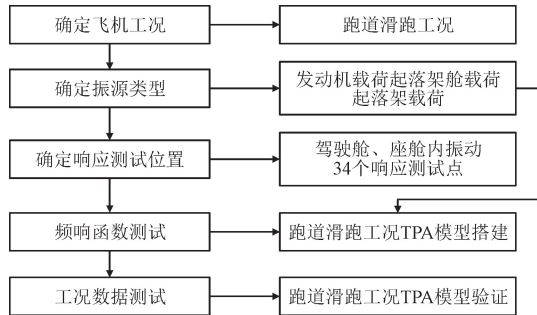 确定飞机工况
跑道滑跑工况
确定振源类型
发动机载荷起落架舱载荷
起落架载荷
确定响应测试位置
驾驶舱、座舱内振动
34个响应测试点
频响函数测试
跑道滑跑工况TPA模型搭建
工况数据测试
跑道滑跑工况TPA模型验证